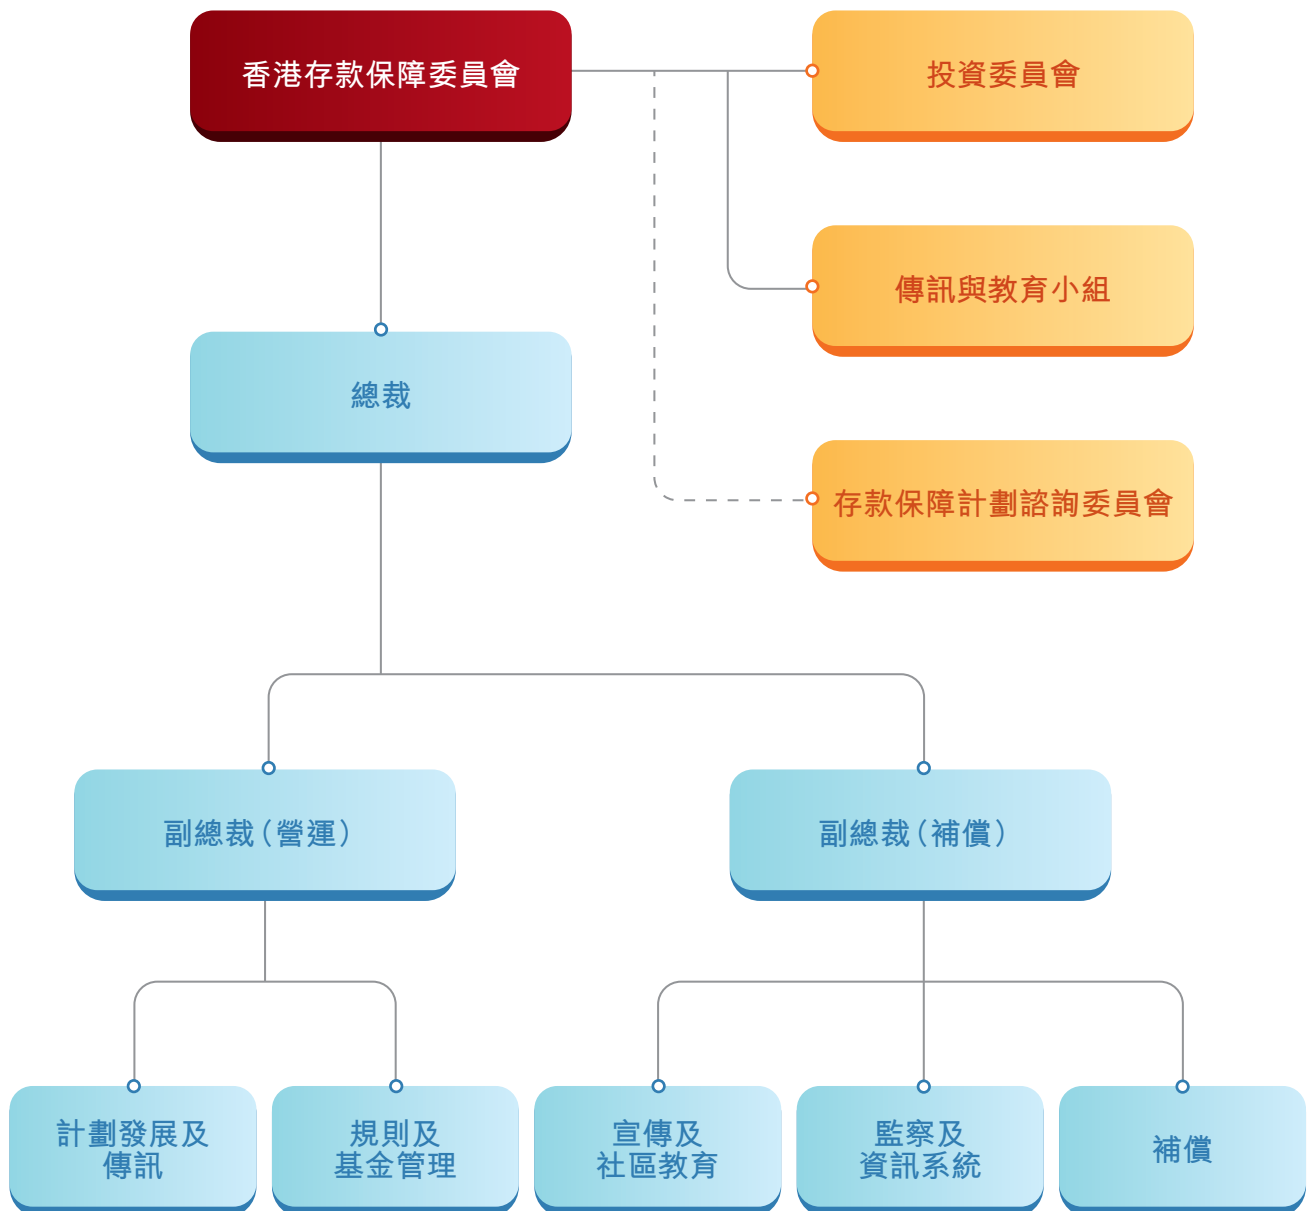 香港存款保障委員會
投資委員會
傳訊與教育小組
總裁
存款保障計劃諮詢委員會
副總裁（營運）
副總裁（補償）
計劃發展及
傳訊
規則及
基金管理
宣傳及
社區教育
監察及
資訊系統
補償